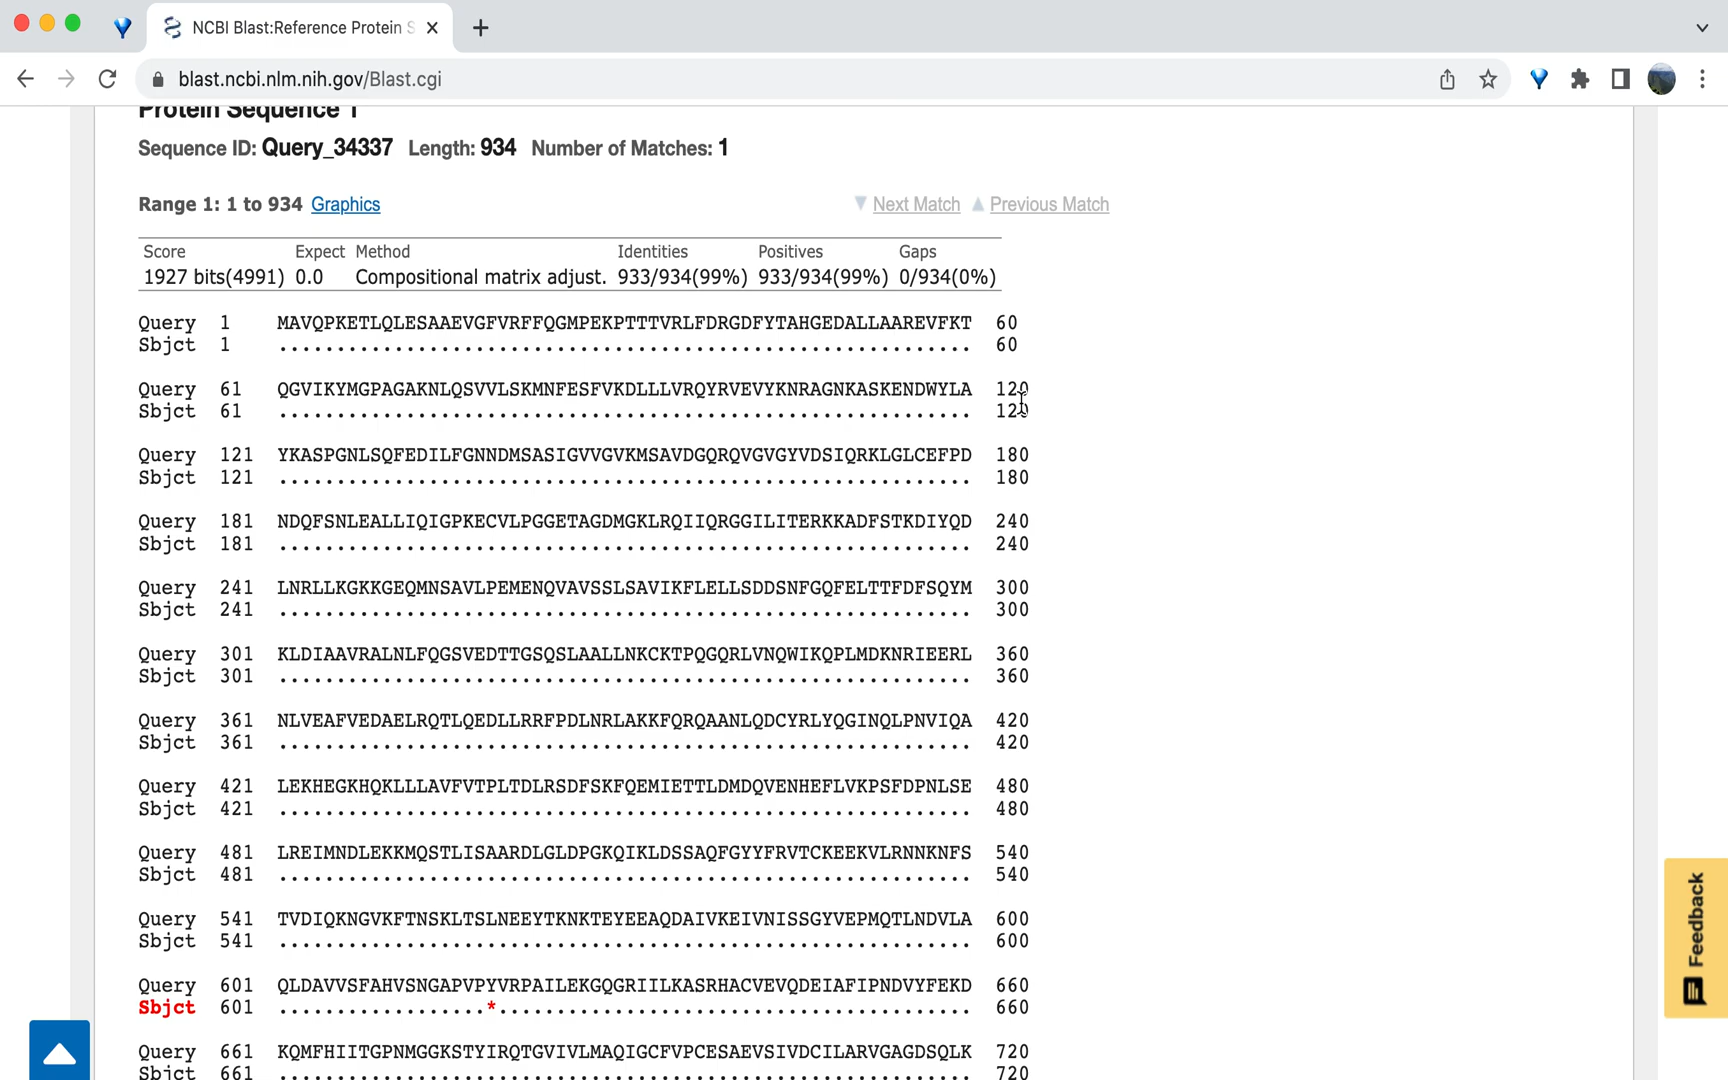 NCBI Blast:Reference Protein S
blast.ncbi.nlm.nih.gov/Blast.cgi
Protein Sequence 1
Sequence ID: Query_34337 Length: 934 Number of Matches: 1
Range 1: 1 to 934 Graphics Next Match Previous Match
Score Expect Method Identities Positives Gaps
1927 bits(4991) 0.0 Compositional matrix adjust. 933/934(99%) 933/934(99%) 0/934(0%)
Query 1 MAVQPKETLQLESAAEVGFVRFFQGMPEKPTTTVRLFDRGDFYTAHGEDALLAAREVFKT 60
Sbjct 1 ............................................................ 60
Query 61 QGVIKYMGPAGAKNLQSVVLSKMNFESFVKDLLLVRQYRVEVYKNRAGNKASKENDWYLA 120
Sbjct 61 ............................................................ 120
Query 121 YKASPGNLSQFEDILFGNNDMSASIGVVGVKMSAVDGQRQVGVGYVDSIQRKLGLCEFPD 180
Sbjct 121 ............................................................ 180
Query 181 NDQFSNLEALLIQIGPKECVLPGGETAGDMGKLRQIIQRGGILITERKKADFSTKDIYQD 240
Sbjct 181 ............................................................ 240
Query 241 LNRLLKGKKGEQMNSAVLPEMENQVAVSSLSAVIKFLELLSDDSNFGQFELTTFDFSQYM 300
Sbjct 241 ............................................................ 300
Query 301 KLDIAAVRALNLFQGSVEDTTGSQSLAALLNKCKTPQGQRLVNQWIKQPLMDKNRIEERL 360
Sbjct 301 ............................................................ 360
Query 361 NLVEAFVEDAELRQTLQEDLLRRFPDLNRLAKKFQRQAANLQDCYRLYQGINQLPNVIQA 420
Sbjct 361 ............................................................ 420
Query 421 LEKHEGKHQKLLLAVFVTPLTDLRSDFSKFQEMIETTLDMDQVENHEFLVKPSFDPNLSE 480
Sbjct 421 ............................................................ 480
Query 481 LREIMNDLEKKMQSTLISAARDLGLDPGKQIKLDSSAQFGYYFRVTCKEEKVLRNNKNFS 540
Sbjct 481 ............................................................ 540
Query 541 TVDIQKNGVKFTNSKLTSLNEEYTKNKTEYEEAQDAIVKEIVNISSGYVEPMQTLNDVLA 600
Sbjct 541 ............................................................ 600
Query 601 QLDAVVSFAHVSNGAPVPYVRPAILEKGQGRIILKASRHACVEVQDEIAFIPNDVYFEKD 660
Sbjct 601 ..................*......................................... 660
Query 661 KQMFHIITGPNMGGKSTYIRQTGVIVLMAQIGCFVPCESAEVSIVDCILARVGAGDSQLK 720
Sbjct 661 ............................................................ 720
Feedback